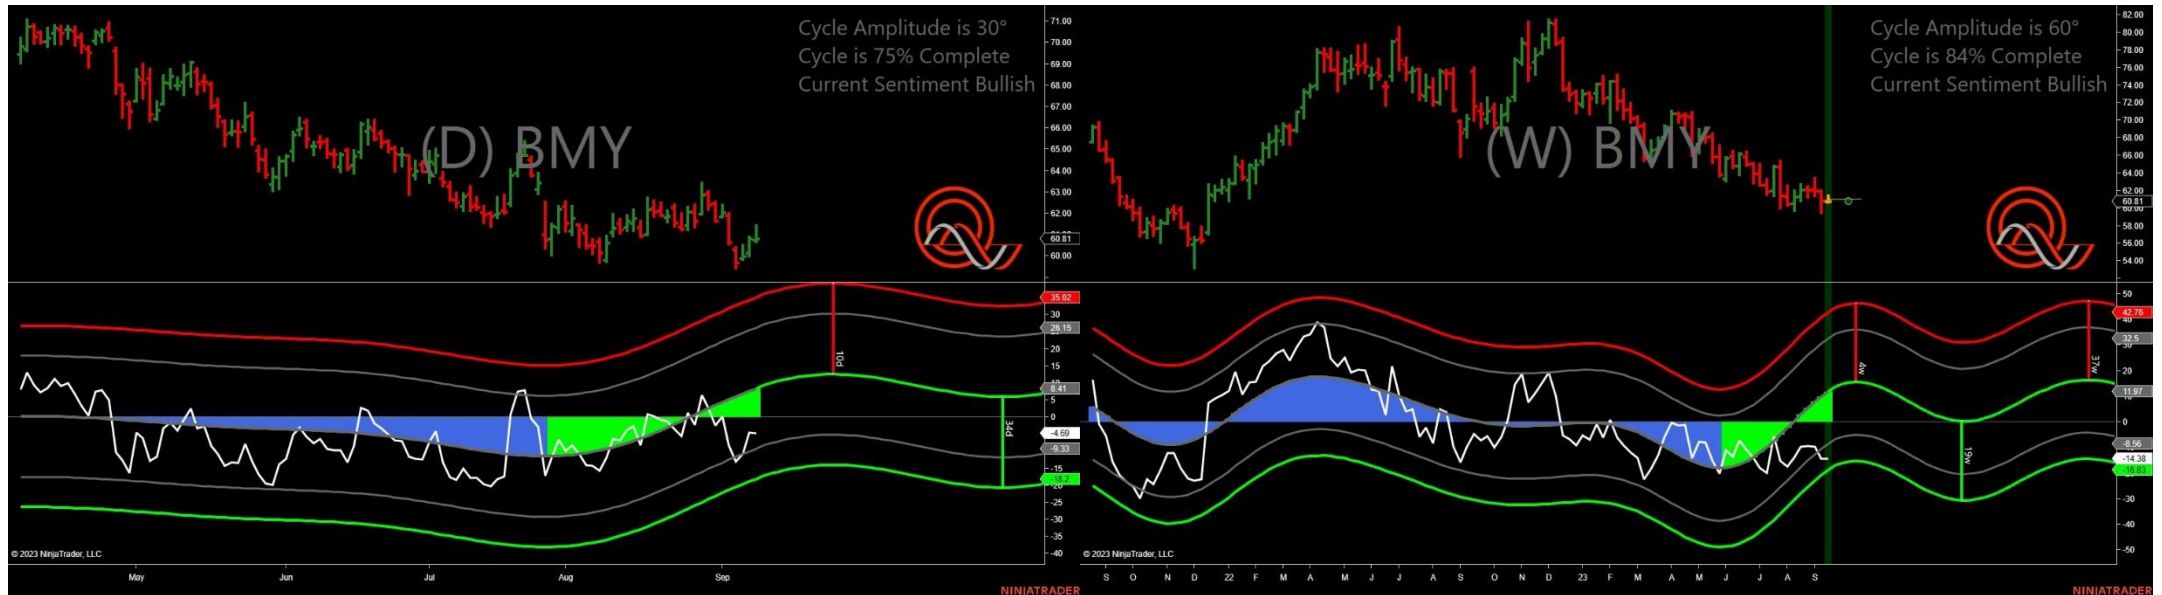 Cycle Amplitude is 30°
Cycle is 75% Complete
Current Sentiment Bullish
(D) BMY
71.00
70.00
69.00
68.00
67.00
66.00
65.00
64.00
63.00
62.00
60.81
60.00
35.02
30
26.15
20
15
8.41
5
0
-4.69
-9.33
-15
-18.2
-25
-30
-35
-40
10d
34d
© 2023 NinjaTrader, LLC
May Jun Jul Aug Sep
NINJATRADER
Cycle Amplitude is 60°
Cycle is 84% Complete
Current Sentiment Bullish
(W) BMY
82.00
80.00
78.00
76.00
74.00
72.00
70.00
68.00
66.00
64.00
62.00
60.81
58.00
56.00
54.00
50
42.76
32.5
20
11.97
0
-8.56
-14.38
-18.83
-30
-40
-50
4w
19w
37w
© 2023 NinjaTrader, LLC
S O N D 22 F M A M J J A S O N D 23 F M A M J J A S
NINJATRADER